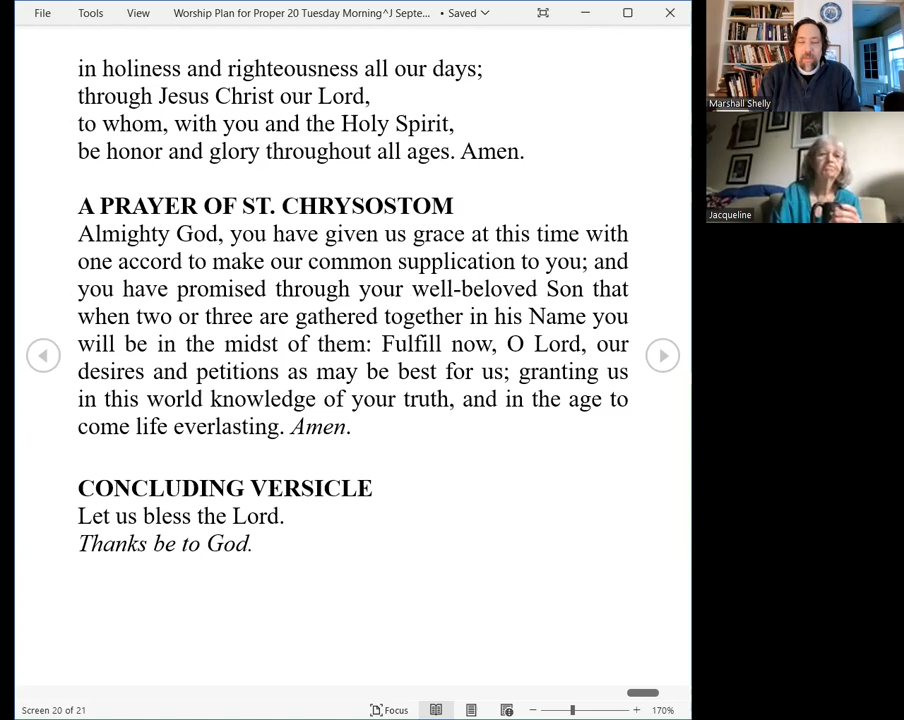 File Tools Worship Plan for Proper 20 Tuesday Morning^J Septe... • Saved
in holiness and righteousness all our days;
through Jesus Christ our Lord,
to whom, with you and the Holy Spirit,
be honor and glory throughout all ages. Amen.
A PRAYER OF ST. CHRYSOSTOM
Almighty God, you have given us grace at this time with
one accord to make our common supplication to you; and
you have promised through your well-beloved Son that
when two or three are gathered together in his Name you
will be in the midst of them: Fulfill now, O Lord, our
desires and petitions as may be best for us; granting us
in this world knowledge of your truth, and in the age to
come life everlasting. Amen.
CONCLUDING VERSICLE
Let us bless the Lord.
Thanks be to God.
Screen 20 of 21 Focus 170%
Marshall Shelly
Jacqueline